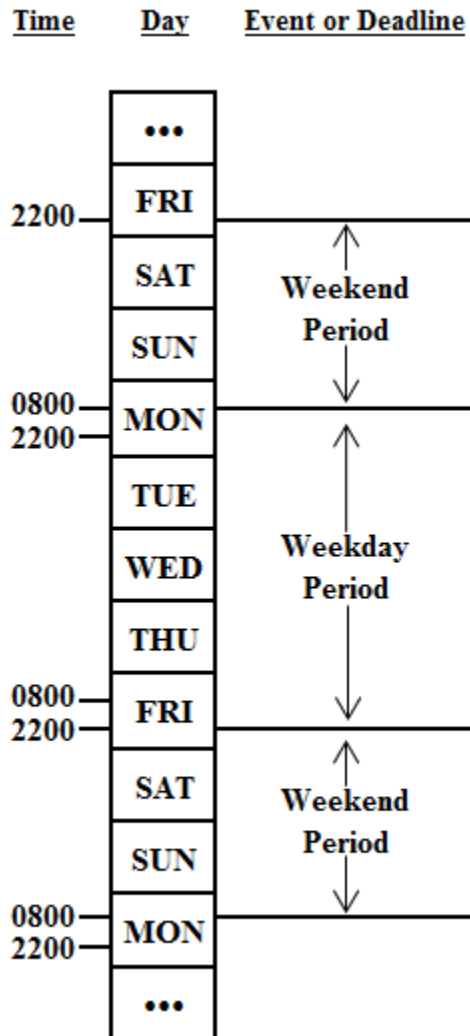 Time Day Event or Deadline
•••
2200 FRI
SAT
Weekend
Period
SUN
0800
MON
2200
TUE
Weekday
WED
Period
THU
0800
FRI
2200
SAT
Weekend
Period
SUN
0800
MON
2200
•••